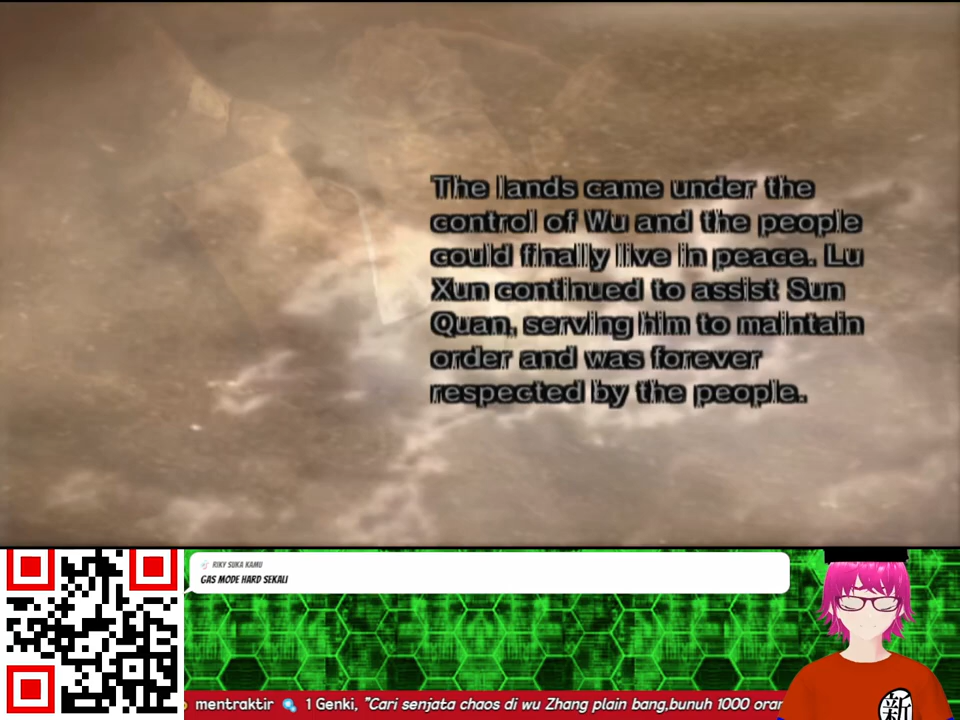 The lands came under the
control of Wu and the people
could finally live in peace. Lu
Xun continued to assist Sun
Quan, serving him to maintain
order and was forever
respected by the people.
RIKY SUKA KAMU
GAS MODE HARD SEKALI
mentraktir 1 Genki, "Cari senjata chaos di wu Zhang plain bang,bunuh 1000 oran
新